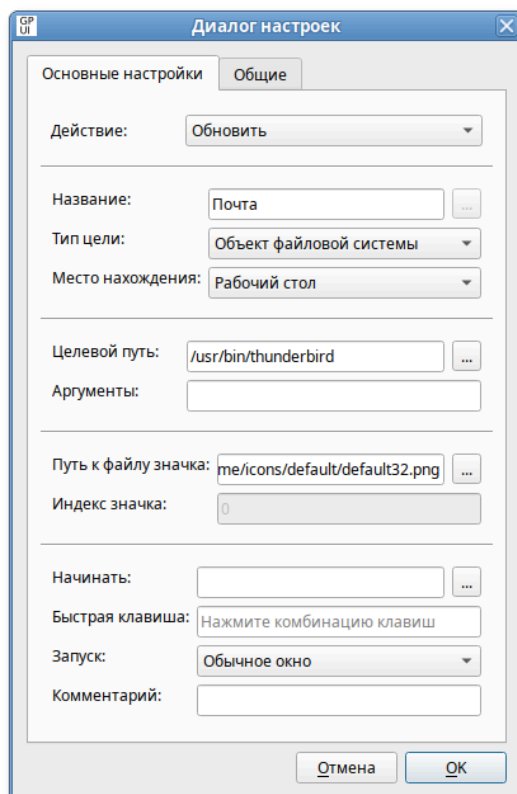 GP
UI
Диалог настроек
Основные настройки
Общие
Действие: Обновить
Название: Почта ...
Тип цели: Объект файловой системы
Место нахождения: Рабочий стол
Целевой путь: /usr/bin/thunderbird ...
Аргументы:
Путь к файлу значка: me/icons/default/default32.png ...
Индекс значка: 0
Начинать: ...
Быстрая клавиша: Нажмите комбинацию клавиш
Запуск: Обычное окно
Комментарий:
Отмена
OK